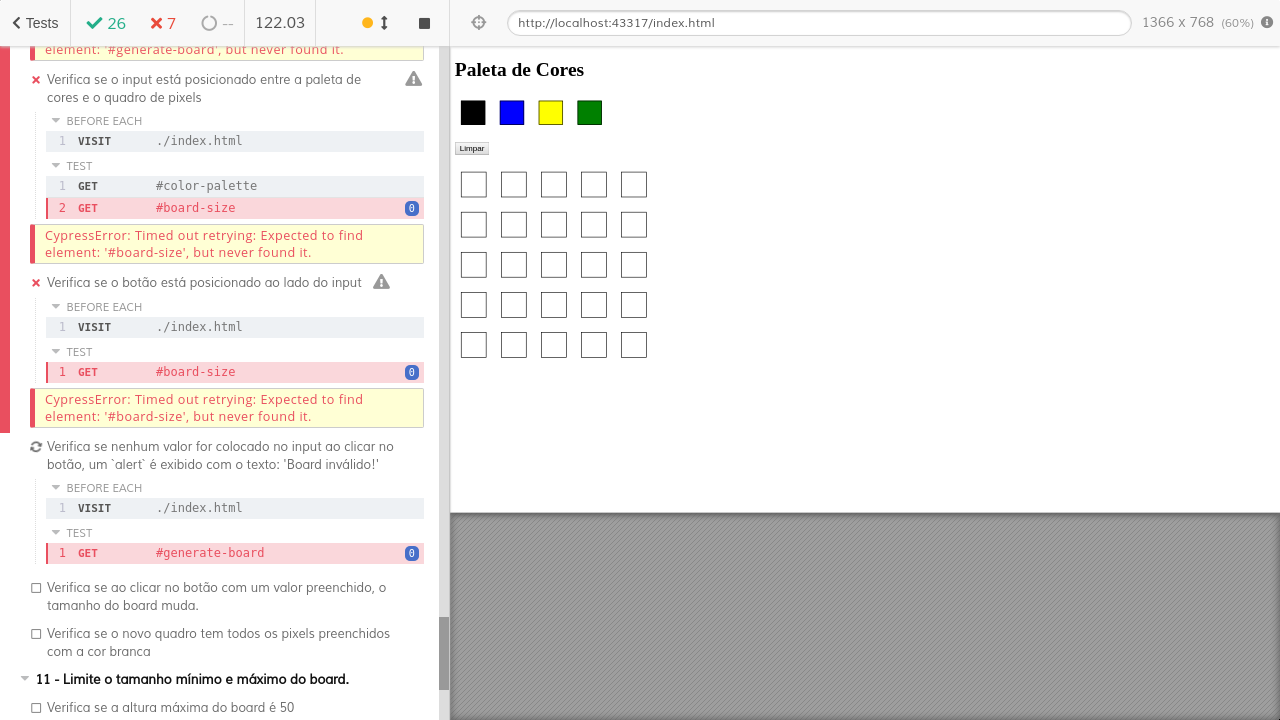 Tests
26
7
--
122.03
http://localhost:43317/index.html
1366 x 768 (60%)
element: '#generate-board', but never found it.
Verifica se o input está posicionado entre a paleta de
cores e o quadro de pixels
BEFORE EACH
1 VISIT ./index.html
TEST
1 GET #color-palette
2 GET #board-size 0
CypressError: Timed out retrying: Expected to find
element: '#board-size', but never found it.
Verifica se o botão está posicionado ao lado do input
BEFORE EACH
1 VISIT ./index.html
TEST
1 GET #board-size 0
CypressError: Timed out retrying: Expected to find
element: '#board-size', but never found it.
Verifica se nenhum valor for colocado no input ao clicar no
botão, um `alert` é exibido com o texto: 'Board inválido!'
BEFORE EACH
1 VISIT ./index.html
TEST
1 GET #generate-board 0
Verifica se ao clicar no botão com um valor preenchido, o
tamanho do board muda.
Verifica se o novo quadro tem todos os pixels preenchidos
com a cor branca
11 - Limite o tamanho mínimo e máximo do board.
Verifica se a altura máxima do board é 50
Paleta de Cores
Limpar